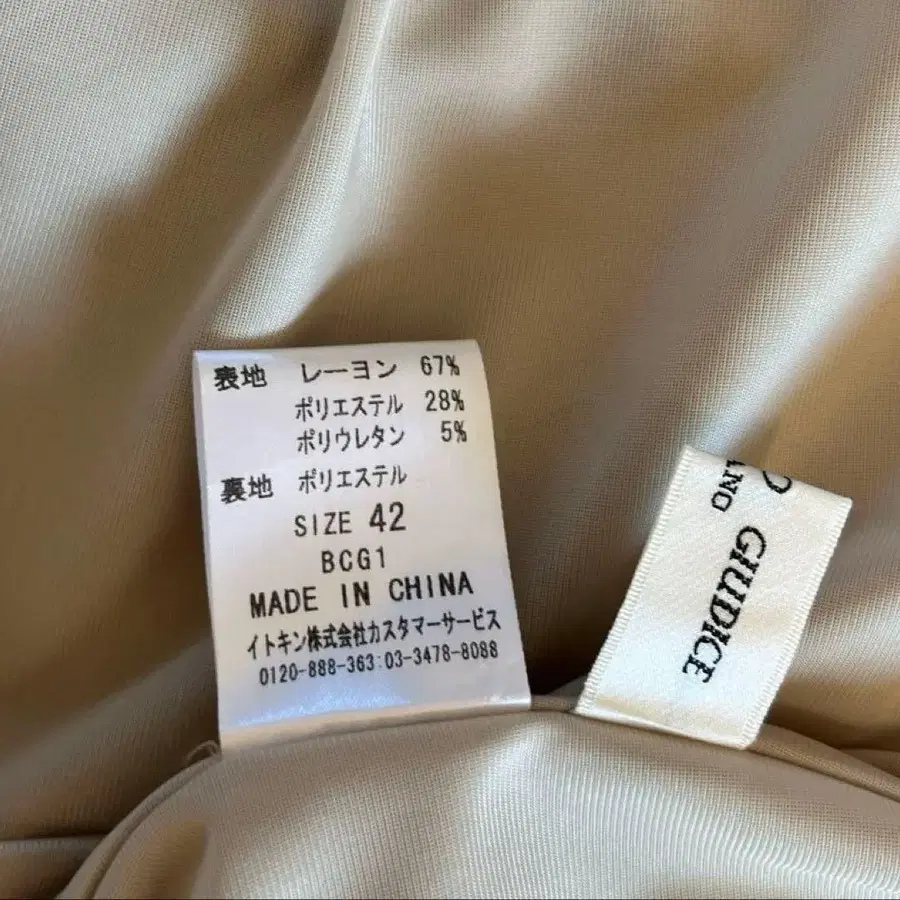 表地 レーヨン 67%
ポリエステル 28%
ポリウレタン 5%
裏地 ポリエステル
SIZE 42
BCG1
MADE IN CHINA
イトキン株式会社カスタマーサービス
0120-888-363:03-3478-8088
GIUDICE